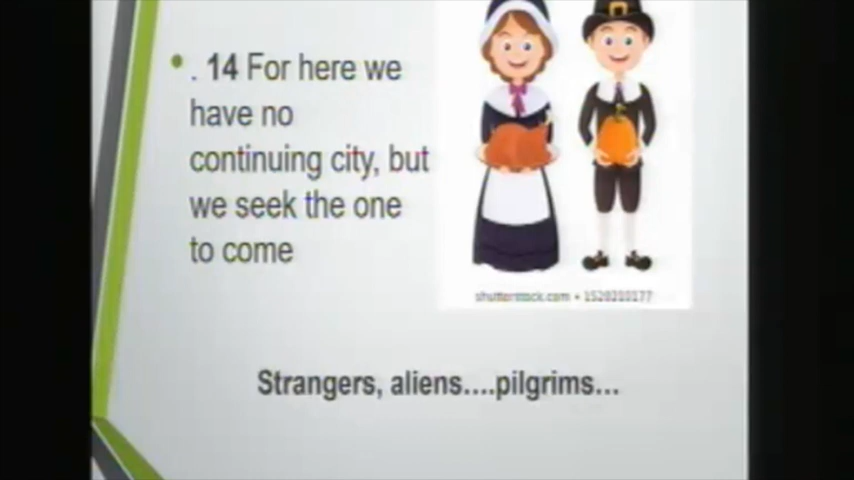 . 14 For here we
have no
continuing city, but
we seek the one
to come
shutterstock.com • 1520210177
Strangers, aliens....pilgrims...